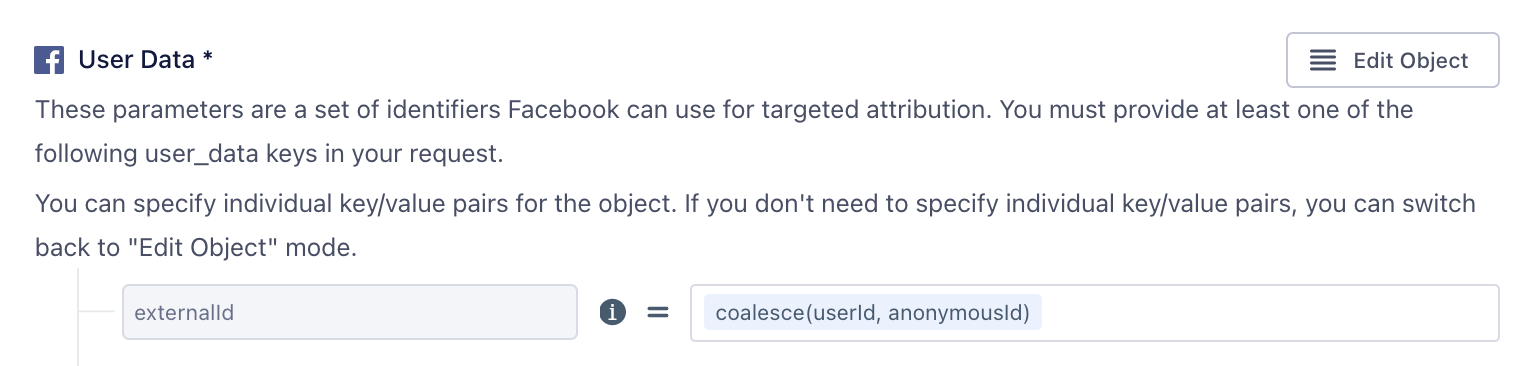 User Data *
Edit Object
These parameters are a set of identifiers Facebook can use for targeted attribution. You must provide at least one of the
following user_data keys in your request.
You can specify individual key/value pairs for the object. If you don't need to specify individual key/value pairs, you can switch
back to "Edit Object" mode.
externalId
=
coalesce(userId, anonymousId)